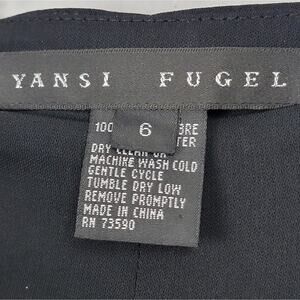 YANSI FUGEL
6
100
DRY CLEAN OR
MACHINE WASH COLD
GENTLE CYCLE
TUMBLE DRY LOW
REMOVE PROMPTLY
MADE IN CHINA
RN 73590